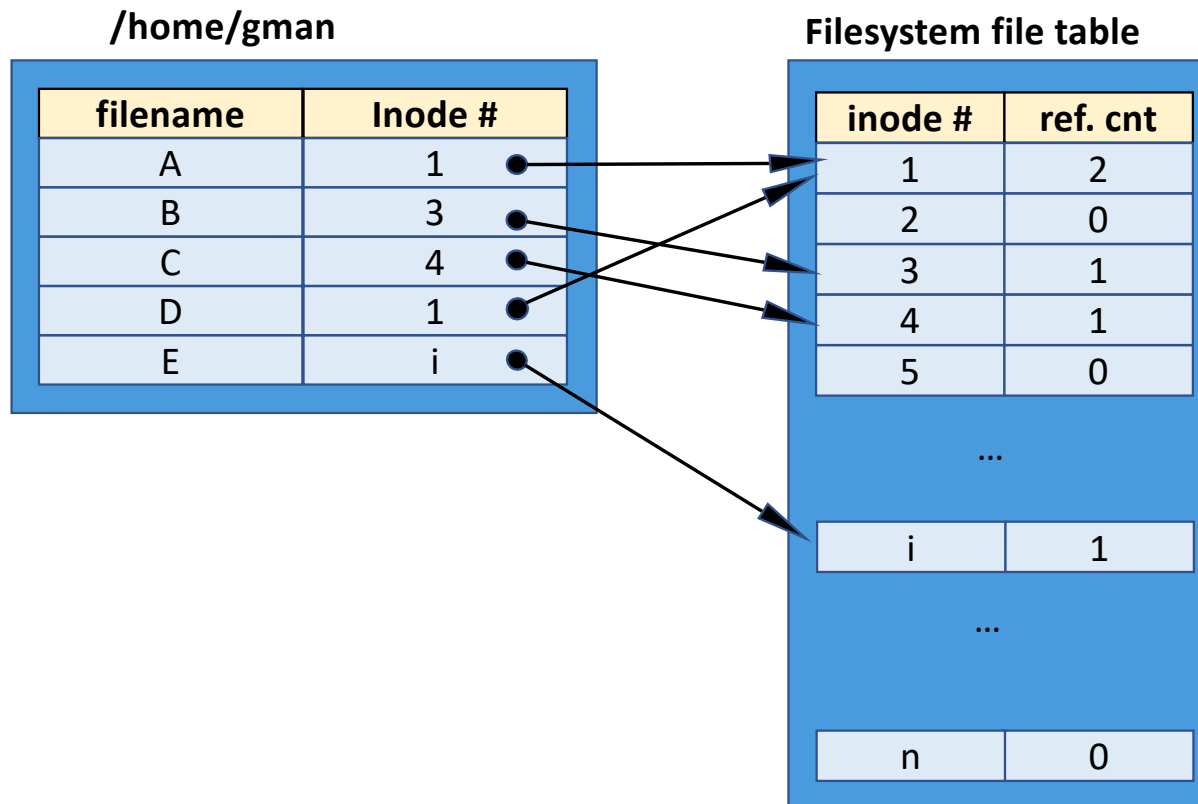 /home/gman
filename Inode #
A 1
B 3
C 4
D 1
E i
Filesystem file table
inode # ref. cnt
1 2
2 0
3 1
4 1
5 0
...
i 1
...
n 0